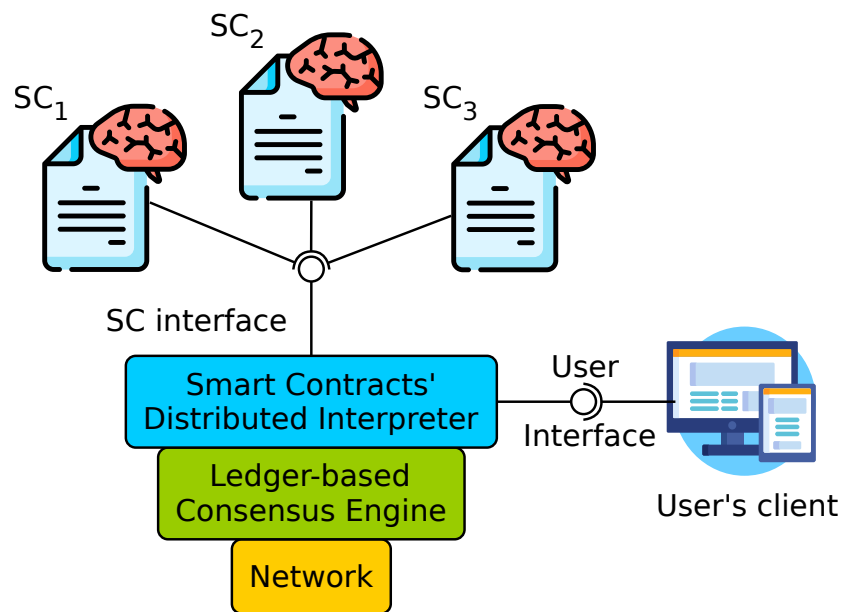 SC2
SC1
SC3
SC interface
User
Interface
Smart Contracts'
Distributed Interpreter
Ledger-based
Consensus Engine
User's client
Network